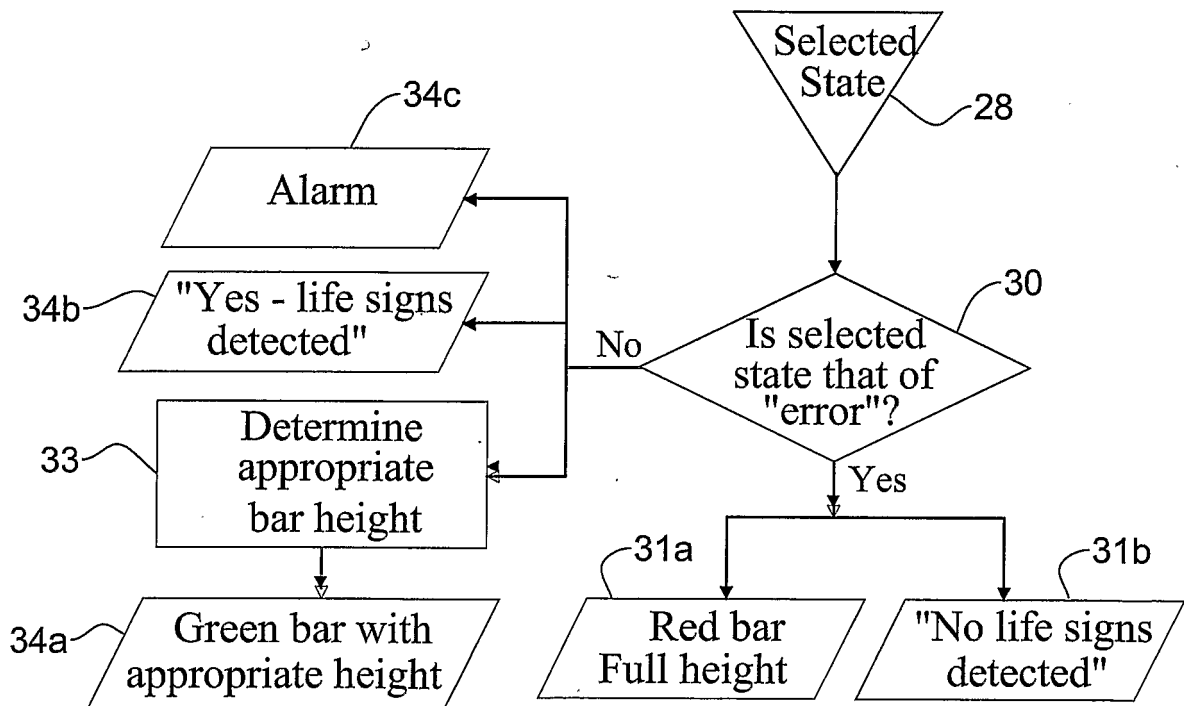 Selected
State
28
34c
Alarm
34b
"Yes - life signs
detected"
30
Is selected
state that of
"error"?
No
Yes
33
Determine
appropriate
bar height
34a
Green bar with
appropriate height
31a
Red bar
Full height
31b
"No life signs
detected"